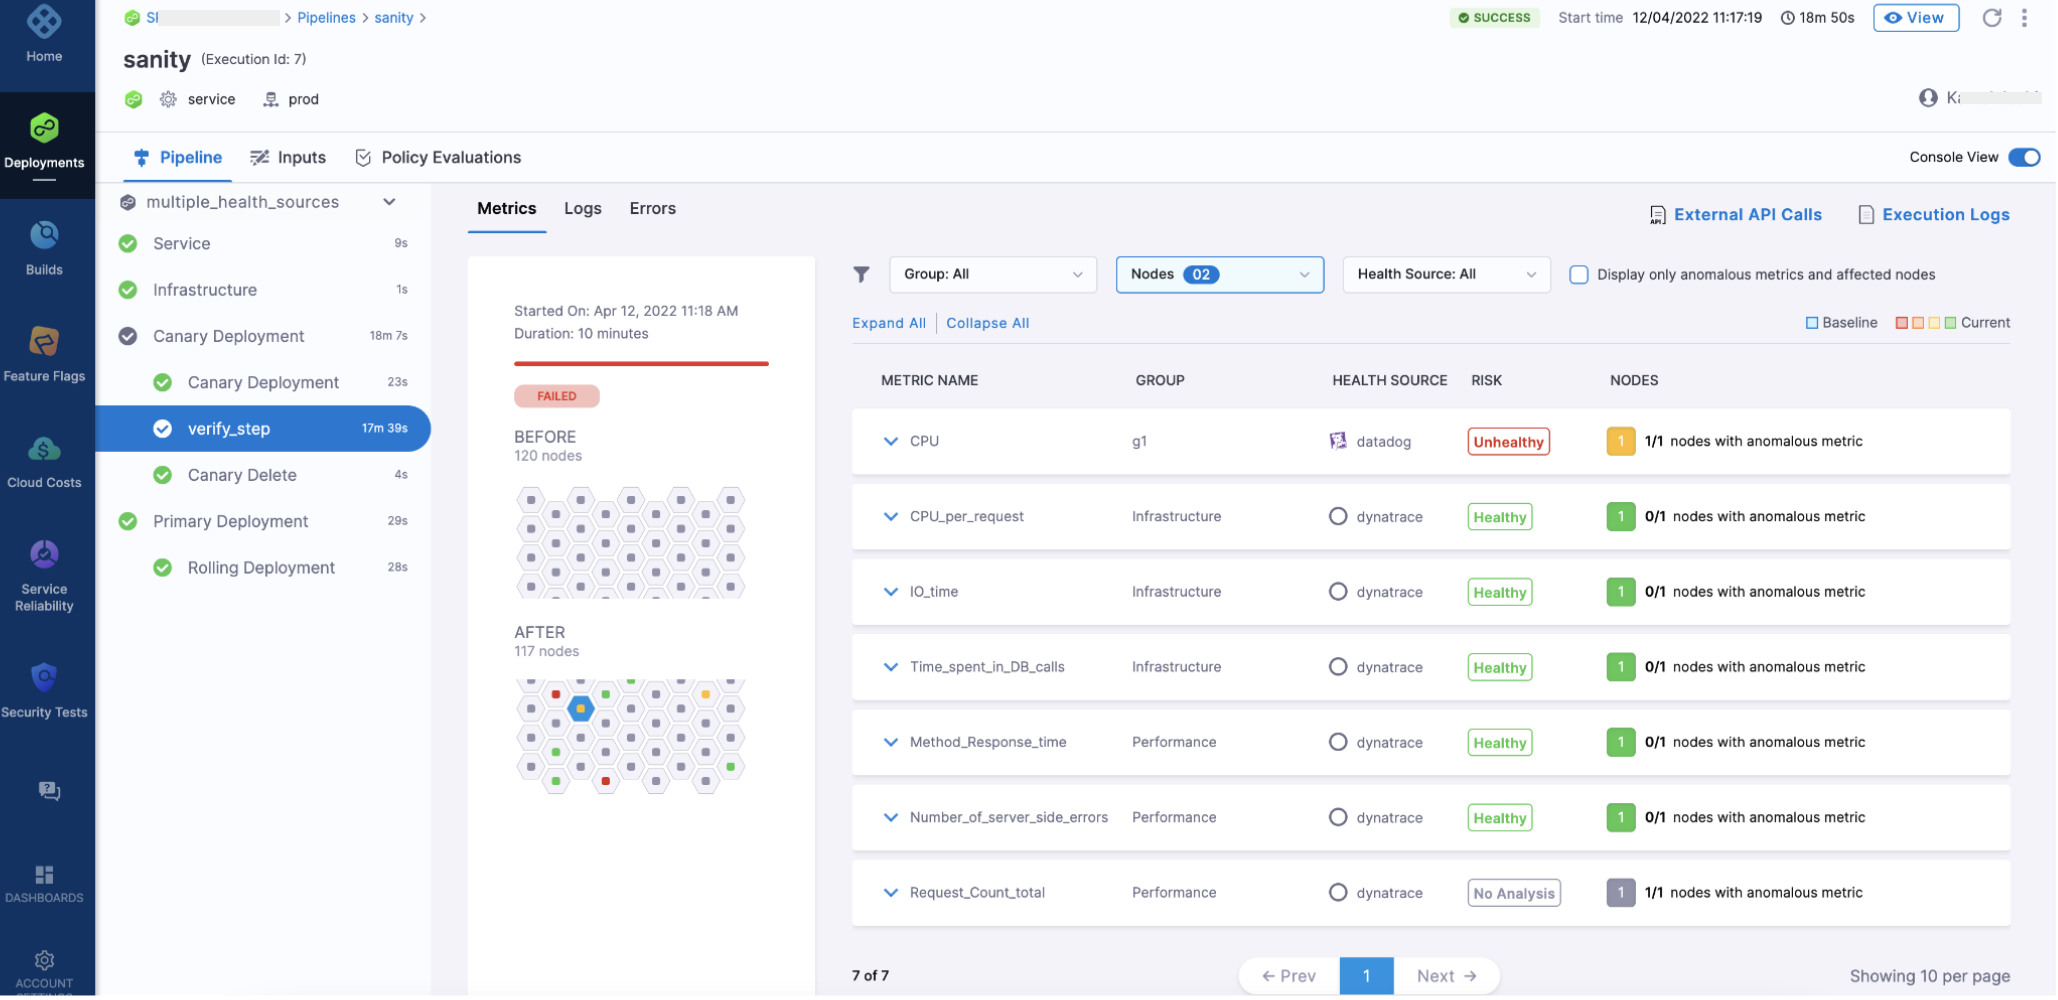 Home
Deployments
Builds
Feature Flags
Cloud Costs
Service
Reliability
Security Tests
DASHBOARDS
ACCOUNT
> Pipelines > sanity >
SUCCESS Start time 12/04/2022 11:17:19 18m 50s View
sanity (Execution Id: 7)
service prod
Pipeline Inputs Policy Evaluations
Console View
multiple_health_sources
Service 9s
Infrastructure 1s
Canary Deployment 18m 7s
Canary Deployment 23s
verify_step 17m 39s
Canary Delete 4s
Primary Deployment 29s
Rolling Deployment 28s
Metrics Logs Errors
External API Calls Execution Logs
Started On: Apr 12, 2022 11:18 AM
Duration: 10 minutes
FAILED
BEFORE
120 nodes
AFTER
117 nodes
Group: All Nodes 02 Health Source: All Display only anomalous metrics and affected nodes
Expand All Collapse All Baseline Current
METRIC NAME GROUP HEALTH SOURCE RISK NODES
CPU g1 datadog Unhealthy 1 1/1 nodes with anomalous metric
CPU_per_request Infrastructure dynatrace Healthy 1 0/1 nodes with anomalous metric
IO_time Infrastructure dynatrace Healthy 1 0/1 nodes with anomalous metric
Time_spent_in_DB_calls Infrastructure dynatrace Healthy 1 0/1 nodes with anomalous metric
Method_Response_time Performance dynatrace Healthy 1 0/1 nodes with anomalous metric
Number_of_server_side_errors Performance dynatrace Healthy 1 0/1 nodes with anomalous metric
Request_Count_total Performance dynatrace No Analysis 1 1/1 nodes with anomalous metric
7 of 7 ← Prev 1 Next → Showing 10 per page